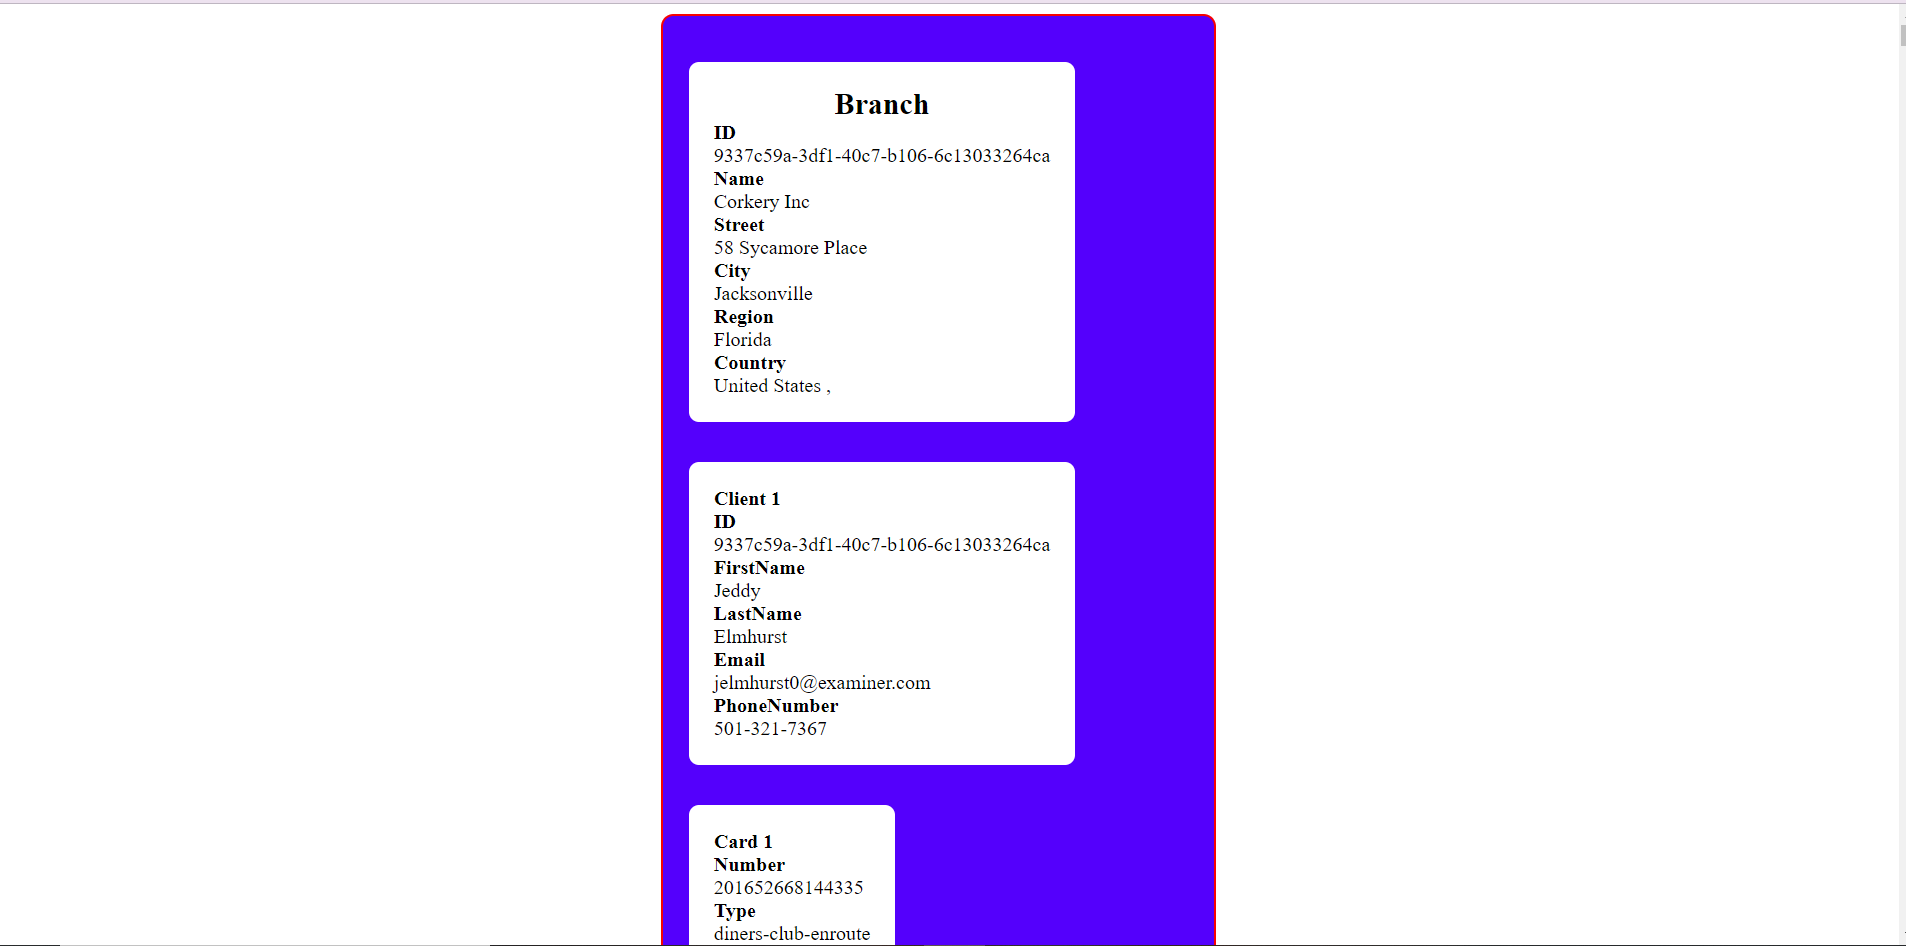 Branch
ID
9337c59a-3df1-40c7-b106-6c13033264ca
Name
Corkery Inc
Street
58 Sycamore Place
City
Jacksonville
Region
Florida
Country
United States ,
Client 1
ID
9337c59a-3df1-40c7-b106-6c13033264ca
FirstName
Jeddy
LastName
Elmhurst
Email
jelmhurst0@examiner.com
PhoneNumber
501-321-7367
Card 1
Number
201652668144335
Type
diners-club-enroute